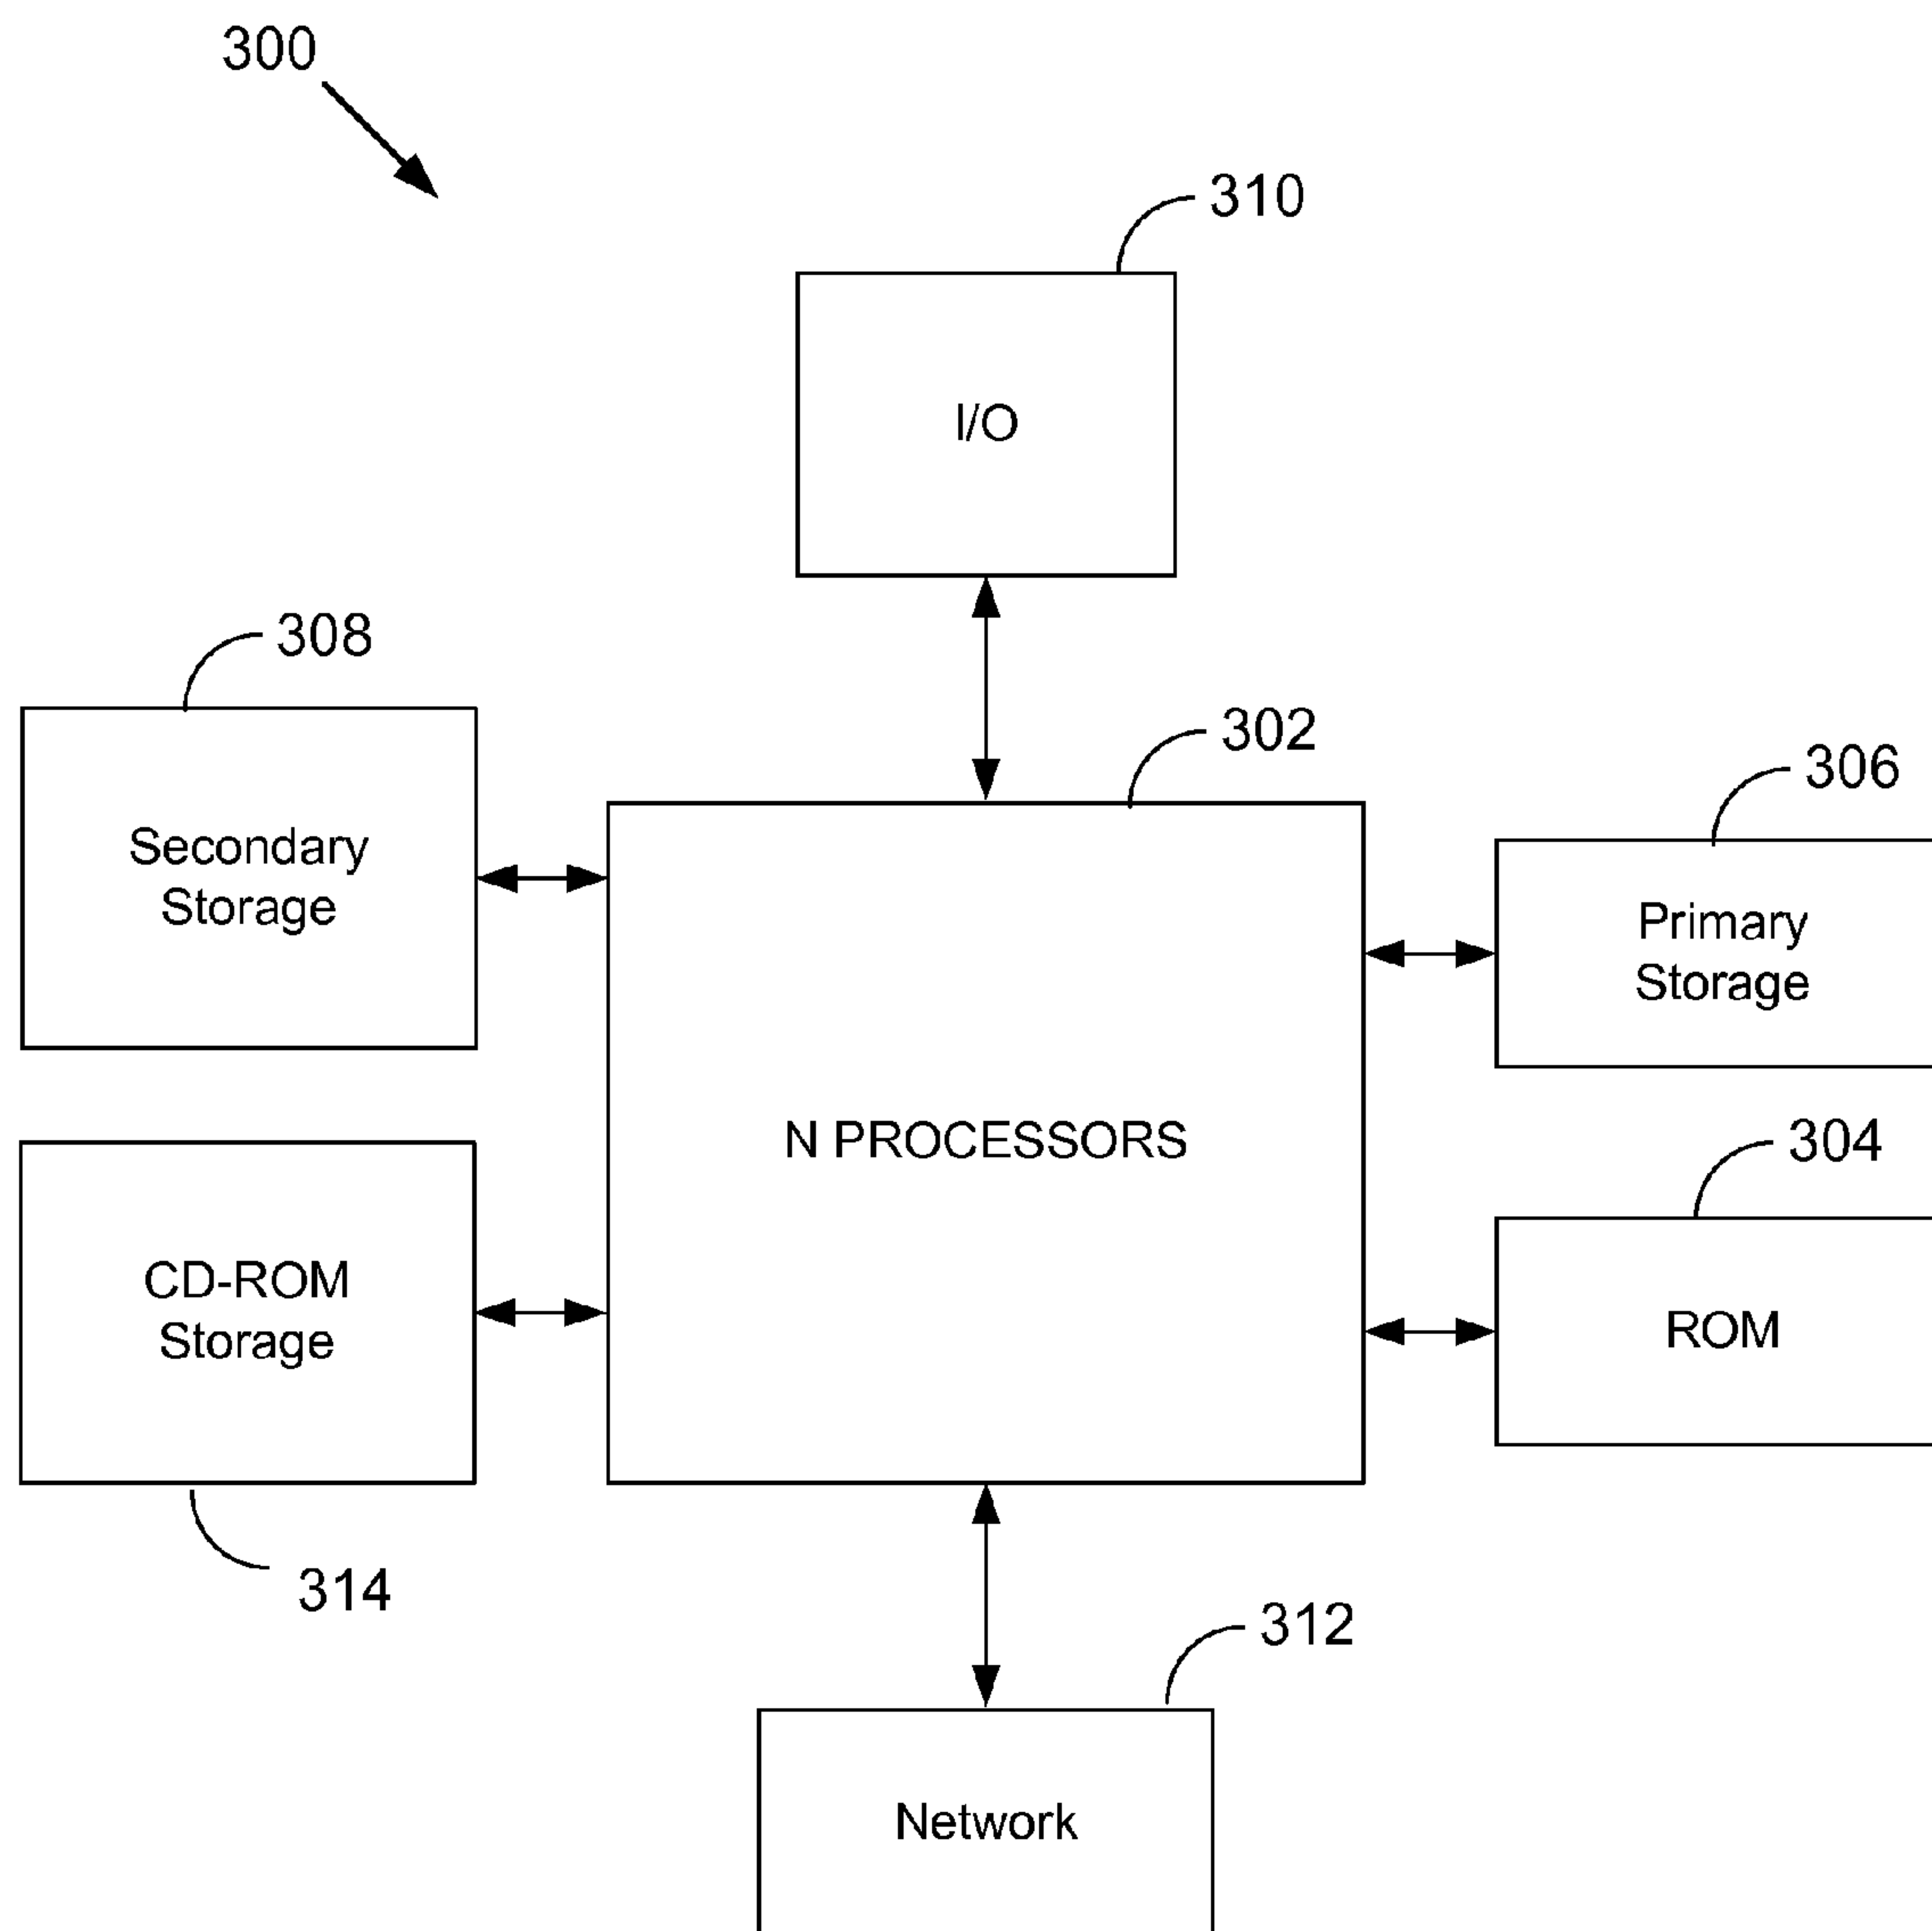 300
310
I/O
308
302
306
Secondary
Storage
Primary
Storage
N PROCESSORS
304
CD-ROM
Storage
ROM
314
312
Network